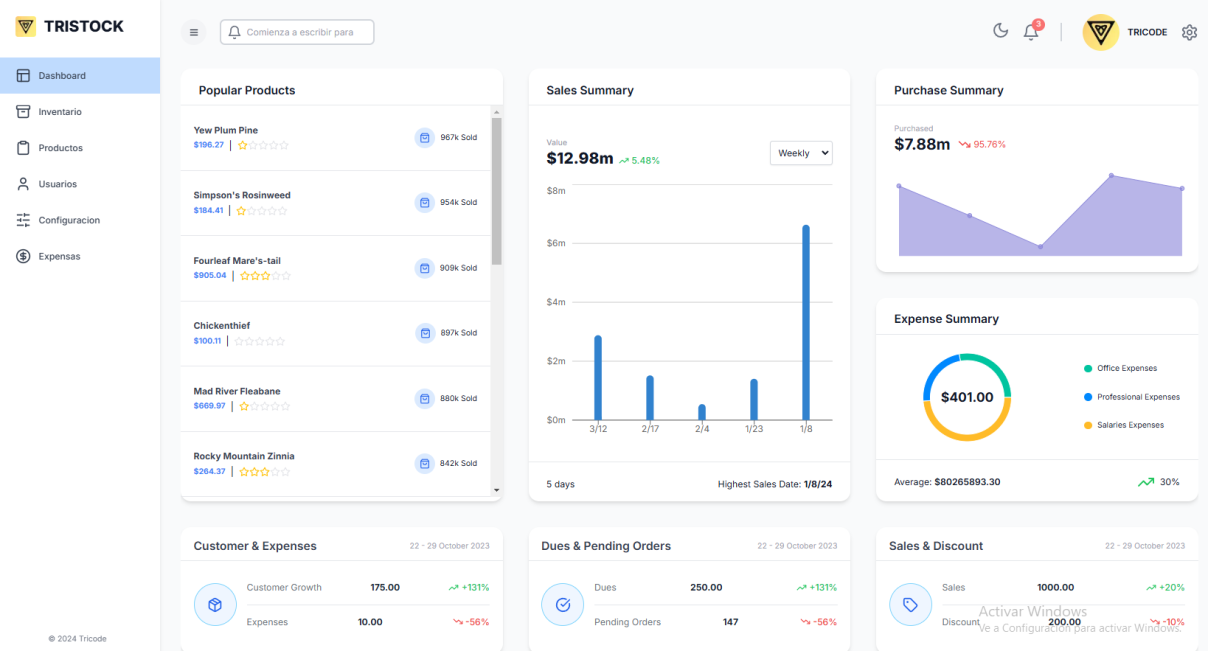 TRISTOCK
Comienza a escribir para
3
TRICODE
Dashboard
Inventario
Productos
Usuarios
Configuracion
Expensas
© 2024 Tricode
Popular Products
Yew Plum Pine
$196.27 |
967k Sold
Simpson's Rosinweed
$184.41 |
954k Sold
Fourleaf Mare's-tail
$905.04 |
909k Sold
Chickenthief
$100.11 |
897k Sold
Mad River Fleabane
$669.97 |
880k Sold
Rocky Mountain Zinnia
$264.37 |
842k Sold
Sales Summary
Value
$12.98m 5.48%
Weekly
$8m
$6m
$4m
$2m
$0m
3/12 2/17 2/4 1/23 1/8
5 days Highest Sales Date: 1/8/24
Purchase Summary
Purchased
$7.88m 95.76%
Expense Summary
$401.00
Office Expenses
Professional Expenses
Salaries Expenses
Average: $80265893.30 30%
Customer & Expenses 22 - 29 October 2023
Customer Growth 175.00 +131%
Expenses 10.00 -56%
Dues & Pending Orders 22 - 29 October 2023
Dues 250.00 +131%
Pending Orders 147 -56%
Sales & Discount 22 - 29 October 2023
Sales 1000.00 +20%
Discount 200.00 -10%
Activar Windows
Ve a Configuración para activar Windows.